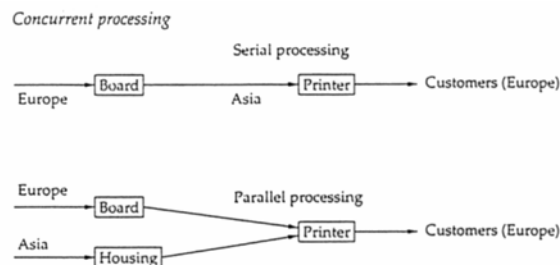 Concurrent processing
Serial processing
Board
Printer
Customers (Europe)
Europe
Asia
Europe
Board
Parallel processing
Printer
Customers (Europe)
Asia
Housing